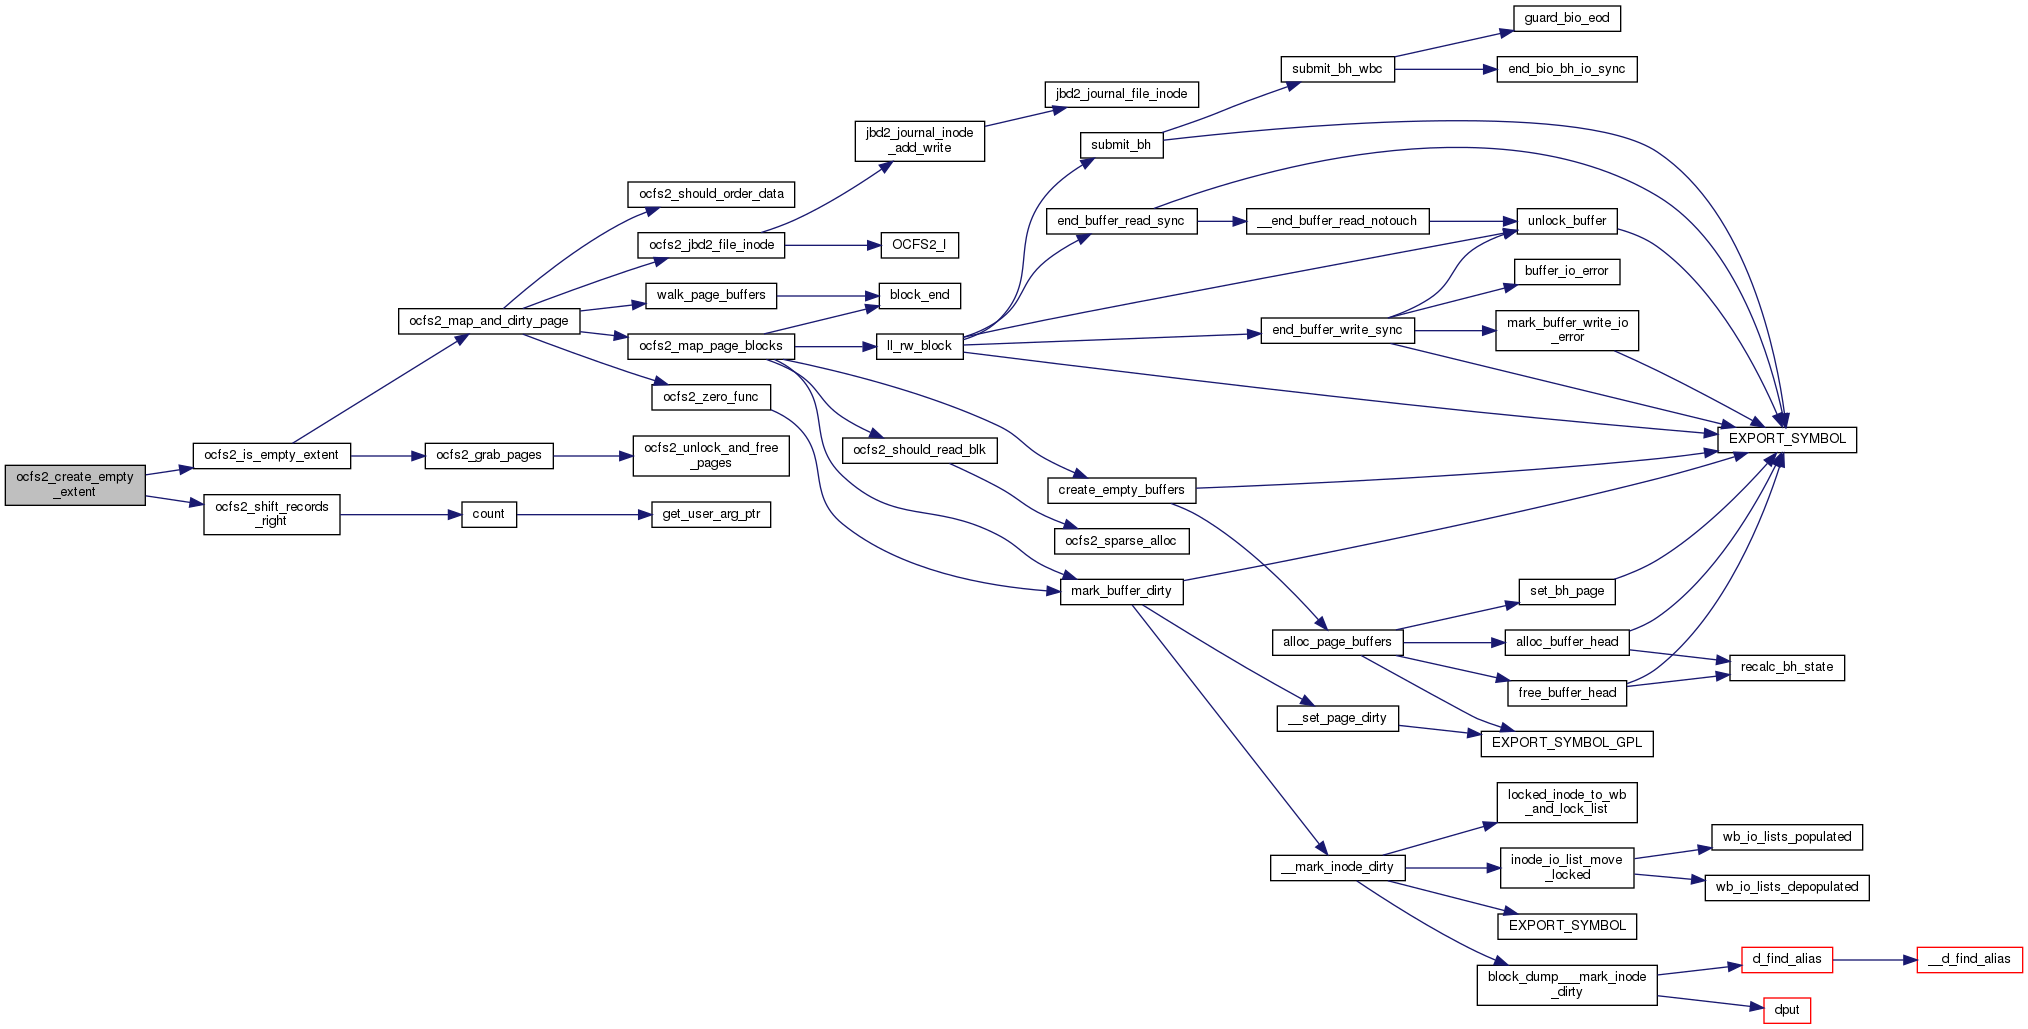 guard_bio_eod
submit_bh_wbc
end_bio_bh_io_sync
jbd2_journal_file_inode
jbd2_journal_inode
_add_write
submit_bh
ocfs2_should_order_data
end_buffer_read_sync
__end_buffer_read_notouch
unlock_buffer
ocfs2_jbd2_file_inode
OCFS2_I
buffer_io_error
walk_page_buffers
block_end
ocfs2_map_and_dirty_page
end_buffer_write_sync
mark_buffer_write_io
_error
ocfs2_map_page_blocks
ll_rw_block
ocfs2_zero_func
EXPORT_SYMBOL
ocfs2_should_read_blk
ocfs2_is_empty_extent
ocfs2_grab_pages
ocfs2_unlock_and_free
_pages
ocfs2_create_empty
_extent
create_empty_buffers
ocfs2_shift_records
_right
count
get_user_arg_ptr
ocfs2_sparse_alloc
mark_buffer_dirty
set_bh_page
alloc_page_buffers
alloc_buffer_head
recalc_bh_state
free_buffer_head
__set_page_dirty
EXPORT_SYMBOL_GPL
locked_inode_to_wb
_and_lock_list
wb_io_lists_populated
__mark_inode_dirty
inode_io_list_move
_locked
wb_io_lists_depopulated
EXPORT_SYMBOL
block_dump___mark_inode
_dirty
d_find_alias
__d_find_alias
dput